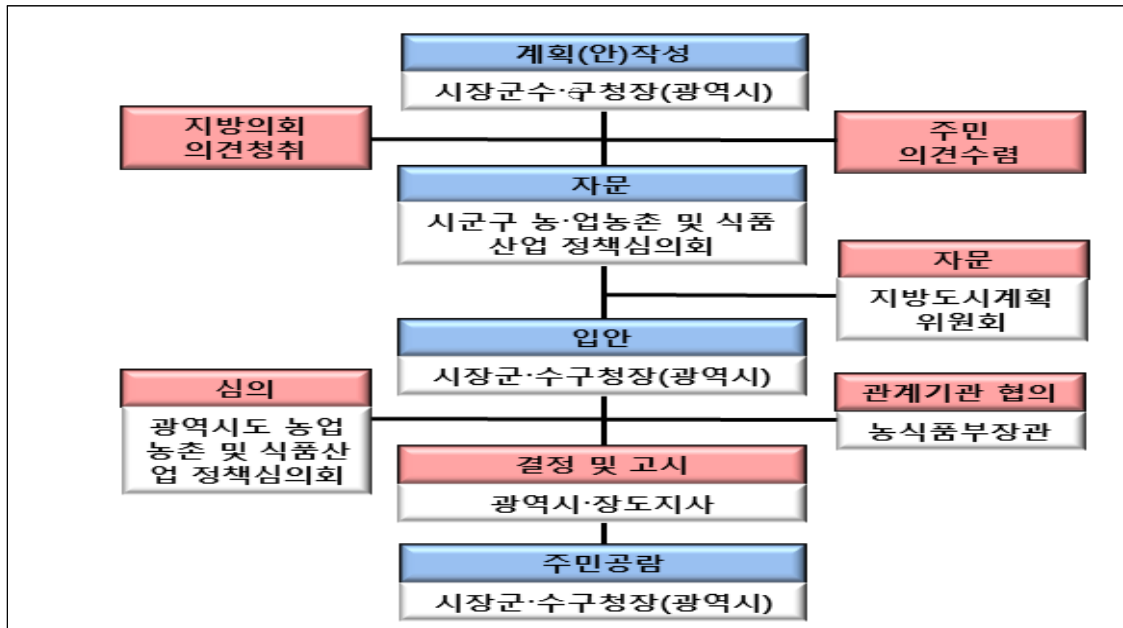 계획(안)작성
시장군수·구청장(광역시)
지방의회
의견청취
주민
의견수렴
자문
시군구 농·업농촌 및 식품
산업 정책심의회
자문
지방도시계획
위원회
입안
시장군·수구청장(광역시)
심의
광역시도 농업
농촌 및 식품산
업 정책심의회
관계기관 협의
농식품부장관
결정 및 고시
광역시·장도지사
주민공람
시장군·수구청장(광역시)